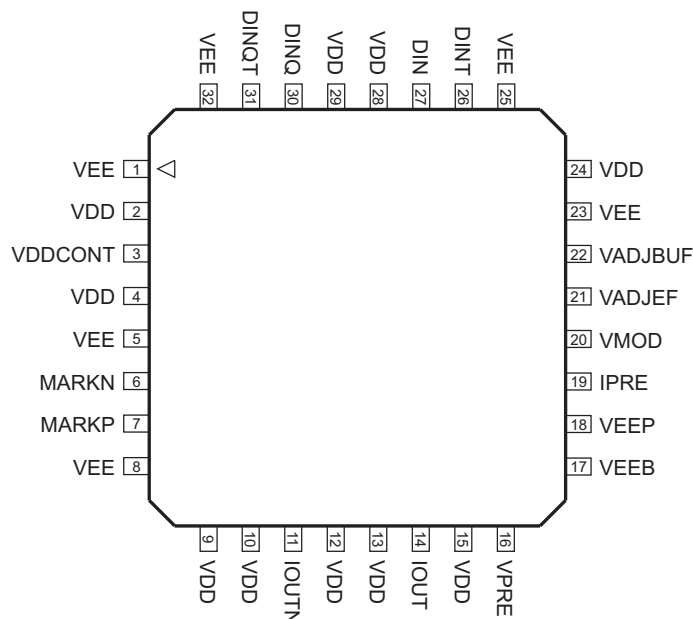 VEE
DINQT
DINQ
VDD
VDD
DIN
DINT
VEE
32
31
30
29
28
27
26
25
VEE 1
VDD 2
VDDCONT 3
VDD 4
VEE 5
MARKN 6
MARKP 7
VEE 8
24 VDD
23 VEE
22 VADJBUF
21 VADJEF
20 VMOD
19 IPRE
18 VEEP
17 VEEB
9
10
11
12
13
14
15
16
VDD
VDD
IOUTN
VDD
VDD
IOUT
VDD
VPRE